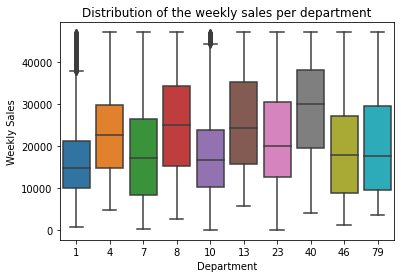 Distribution of the weekly sales per department
40000
30000
20000
10000
0
Weekly Sales
1 4 7 8 10 13 23 40 46 79
Department